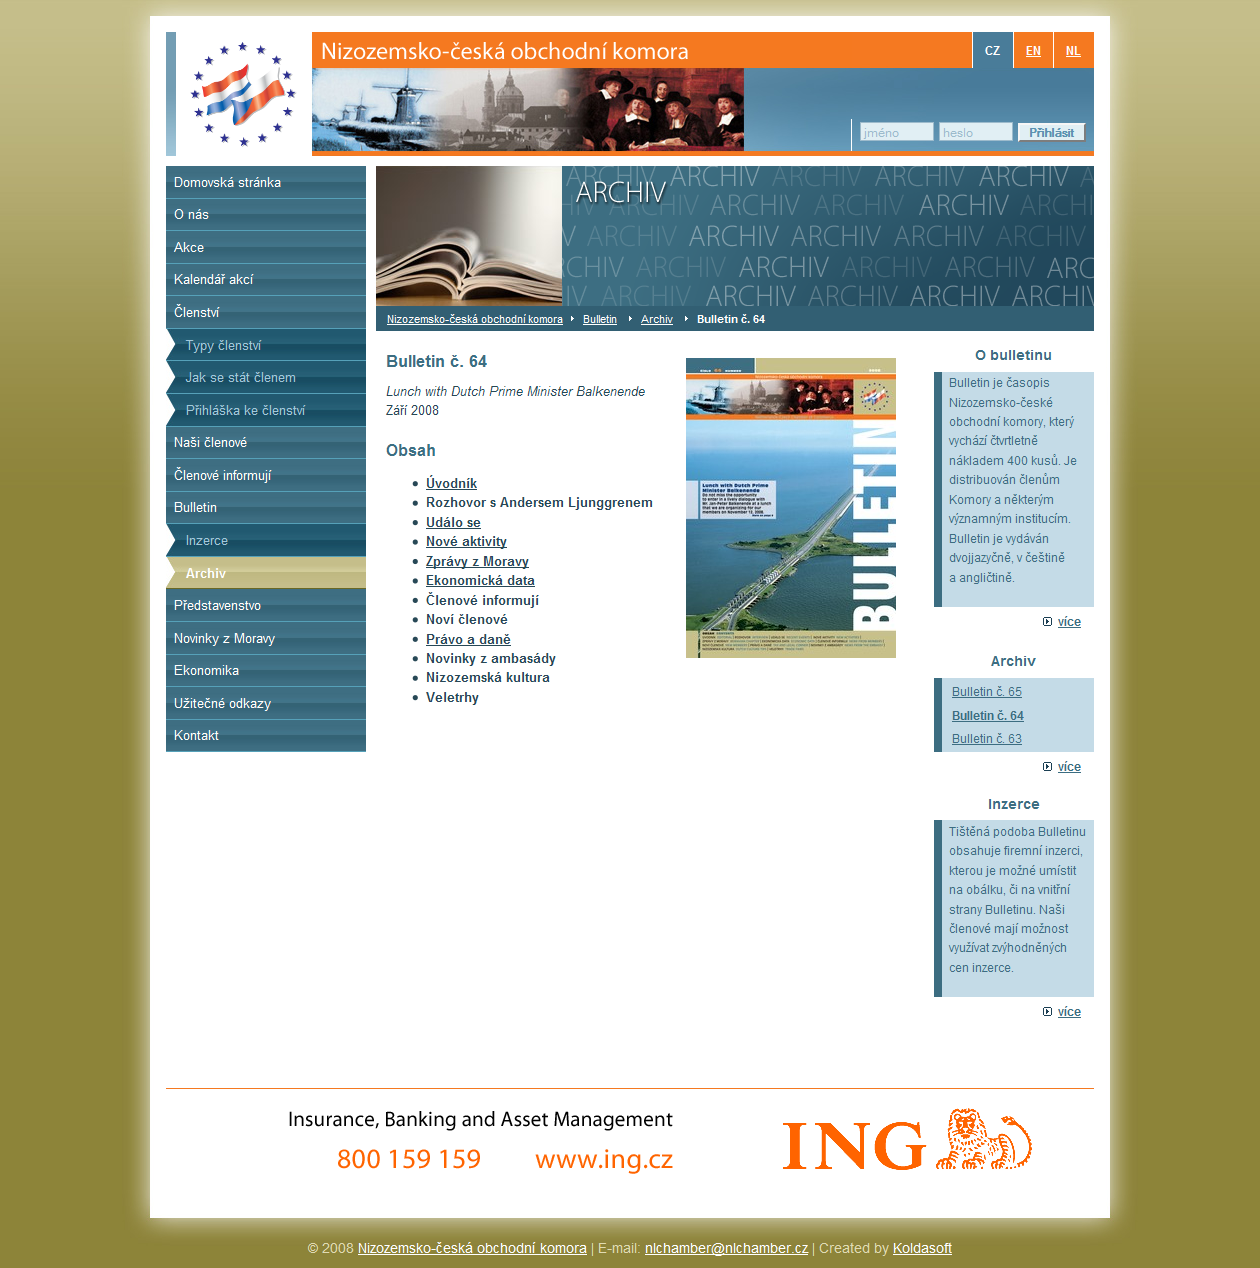 Nizozemsko-česká obchodní komora
CZ EN NL
jméno heslo Přihlásit
Domovská stránka
O nás
Akce
Kalendář akcí
Členství
Typy členství
Jak se stát členem
Přihláška ke členství
Naši členové
Členové informují
Bulletin
Inzerce
Archiv
Představenstvo
Novinky z Moravy
Ekonomika
Užitečné odkazy
Kontakt
ARCHIV
Nizozemsko-česká obchodní komora Bulletin Archiv Bulletin č. 64
Bulletin č. 64
Lunch with Dutch Prime Minister Balkenende
Září 2008
Obsah
Úvodník
Rozhovor s Andersem Ljunggrenem
Událo se
Nové aktivity
Zprávy z Moravy
Ekonomická data
Členové informují
Noví členové
Právo a daně
Novinky z ambasády
Nizozemská kultura
Veletrhy
Lunch with Dutch Prime
Minister Balkenende
BULLETIN
O bulletinu
Bulletin je časopis
Nizozemsko-české
obchodní komory, který
vychází čtvrtletně
nákladem 400 kusů. Je
distribuován členům
Komory a některým
významným institucím.
Bulletin je vydáván
dvojjazyčně, v češtině
a angličtině.
více
Archiv
Bulletin č. 65
Bulletin č. 64
Bulletin č. 63
více
Inzerce
Tištěná podoba Bulletinu
obsahuje firemní inzerci,
kterou je možné umístit
na obálku, či na vnitřní
strany Bulletinu. Naši
členové mají možnost
využívat zvýhodněných
cen inzerce.
více
Insurance, Banking and Asset Management
800 159 159 www.ing.cz
ING
© 2008 Nizozemsko-česká obchodní komora | E-mail: nlchamber@nlchamber.cz | Created by Koldasoft